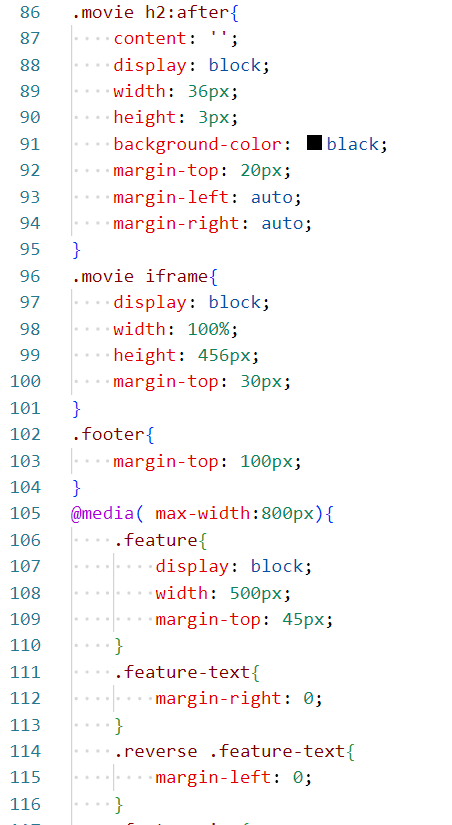 86 .movie h2:after{
87     content: '';
88     display: block;
89     width: 36px;
90     height: 3px;
91     background-color: black;
92     margin-top: 20px;
93     margin-left: auto;
94     margin-right: auto;
95 }
96 .movie iframe{
97     display: block;
98     width: 100%;
99     height: 456px;
100     margin-top: 30px;
101 }
102 .footer{
103     margin-top: 100px;
104 }
105 @media( max-width:800px){
106     .feature{
107         display: block;
108         width: 500px;
109         margin-top: 45px;
110     }
111     .feature-text{
112         margin-right: 0;
113     }
114     .reverse .feature-text{
115         margin-left: 0;
116     }